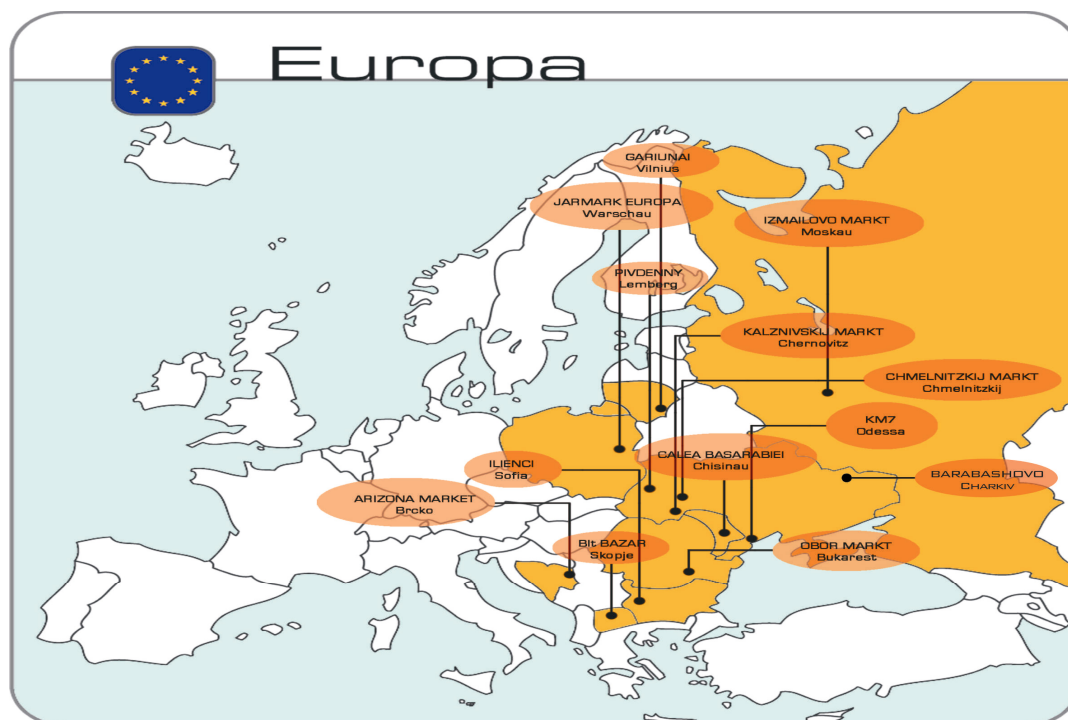 Europa
GARIUNAI
Vilnius
JARMARK EUROPA
Warschau
IZMAILOVO MARKT
Moskau
PIVDENNY
Lemberg
KALZNIVSKIJ MARKT
Chernovitz
CHMELNITZKIJ MARKT
Chmelnitzkij
KM7
Odessa
CALEA BASARABIEI
Chisinau
ILIENCI
Sofia
BARABASHOVO
CHARKIV
ARIZONA MARKET
Brcko
BIt BAZAR
Skopje
OBOR MARKT
Bukarest